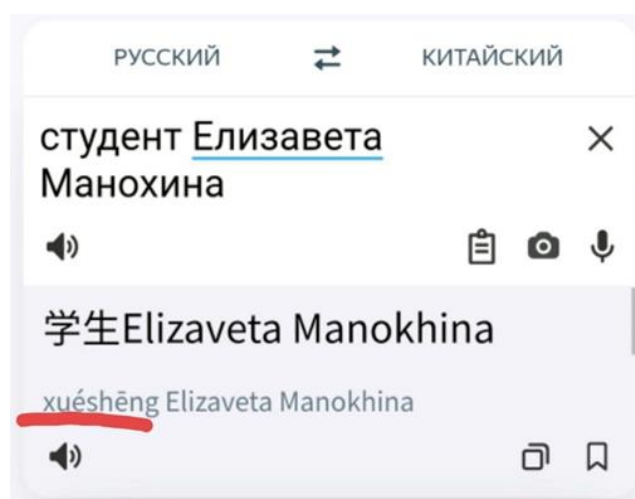 РУССКИЙ КИТАЙСКИЙ
студент Елизавета
Манохина
学生Elizaveta Manokhina
xuéshēng Elizaveta Manokhina